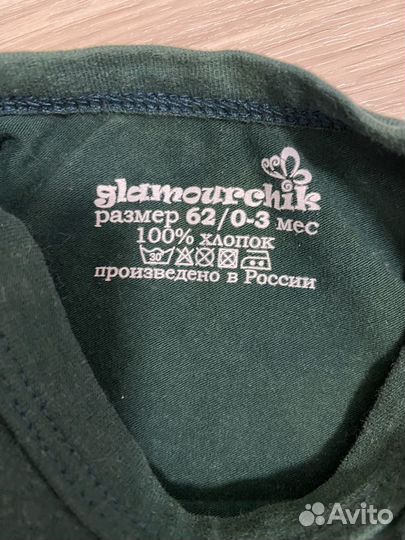 glamourchik
размер 62/0-3 мес
100% хлопок
30
произведено в России
Avito